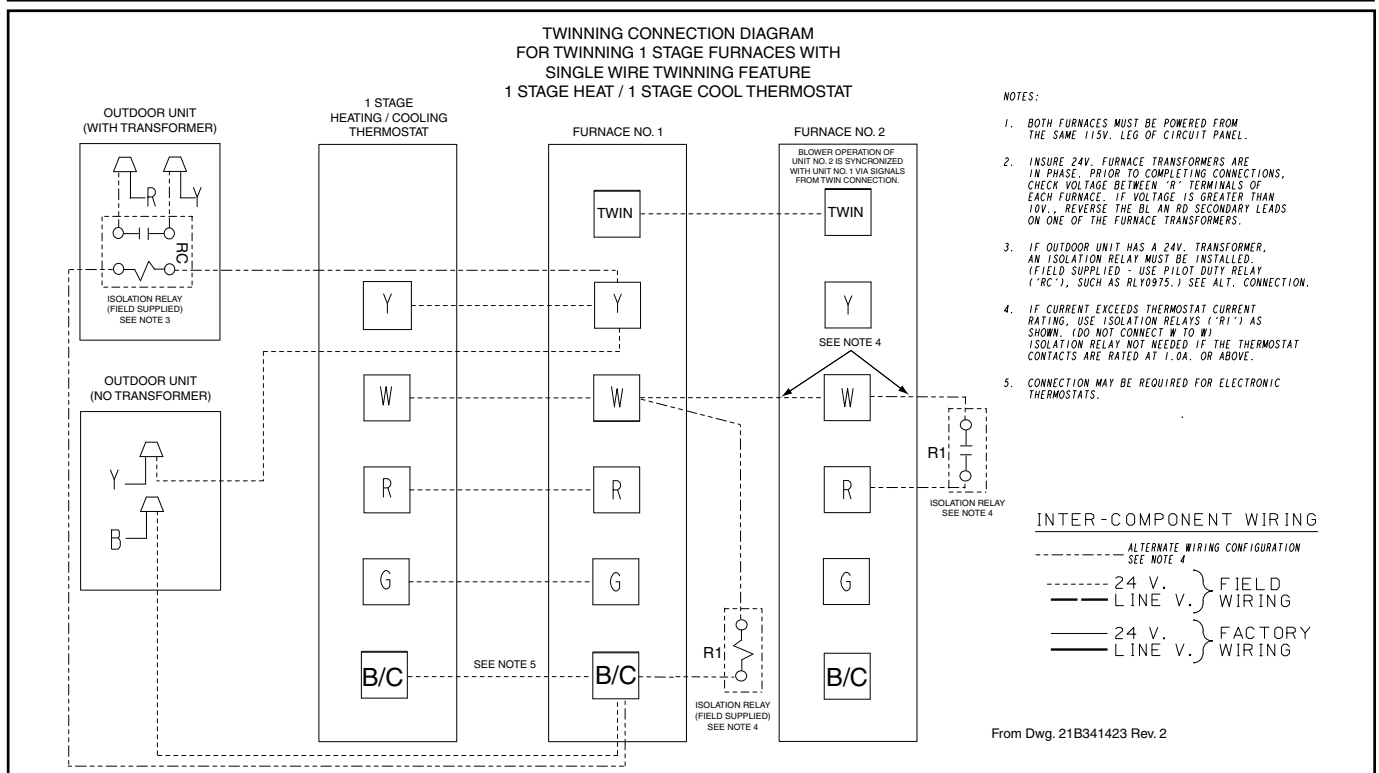 TWINNING CONNECTION DIAGRAM
FOR TWINNING 1 STAGE FURNACES WITH
SINGLE WIRE TWINNING FEATURE
1 STAGE HEAT / 1 STAGE COOL THERMOSTAT
OUTDOOR UNIT
(WITH TRANSFORMER)
R
Y
RC
ISOLATION RELAY
(FIELD SUPPLIED)
SEE NOTE 3
OUTDOOR UNIT
(NO TRANSFORMER)
Y
B
1 STAGE
HEATING / COOLING
THERMOSTAT
Y
W
R
G
B/C
SEE NOTE 5
FURNACE NO. 1
TWIN
Y
W
R
G
B/C
R1
ISOLATION RELAY
(FIELD SUPPLIED)
SEE NOTE 4
FURNACE NO. 2
BLOWER OPERATION OF
UNIT NO. 2 IS SYNCRONIZED
WITH UNIT NO. 1 VIA SIGNALS
FROM TWIN CONNECTION.
TWIN
Y
SEE NOTE 4
W
R
G
B/C
R1
ISOLATION RELAY
SEE NOTE 4
NOTES:
1. BOTH FURNACES MUST BE POWERED FROM
THE SAME 115V. LEG OF CIRCUIT PANEL.
2. INSURE 24V. FURNACE TRANSFORMERS ARE
IN PHASE. PRIOR TO COMPLETING CONNECTIONS,
CHECK VOLTAGE BETWEEN 'R' TERMINALS OF
EACH FURNACE. IF VOLTAGE IS GREATER THAN
10V., REVERSE THE BL AN RD SECONDARY LEADS
ON ONE OF THE FURNACE TRANSFORMERS.
3. IF OUTDOOR UNIT HAS A 24V. TRANSFORMER,
AN ISOLATION RELAY MUST BE INSTALLED.
(FIELD SUPPLIED - USE PILOT DUTY RELAY
('RC'), SUCH AS RLY0975.) SEE ALT. CONNECTION.
4. IF CURRENT EXCEEDS THERMOSTAT CURRENT
RATING, USE ISOLATION RELAYS ('R1') AS
SHOWN. (DO NOT CONNECT W TO W)
ISOLATION RELAY NOT NEEDED IF THE THERMOSTAT
CONTACTS ARE RATED AT 1.0A. OR ABOVE.
5. CONNECTION MAY BE REQUIRED FOR ELECTRONIC
THERMOSTATS.
INTER-COMPONENT WIRING
ALTERNATE WIRING CONFIGURATION
SEE NOTE 4
24 V. FIELD
LINE V. WIRING
24 V. FACTORY
LINE V. WIRING
From Dwg. 21B341423 Rev. 2